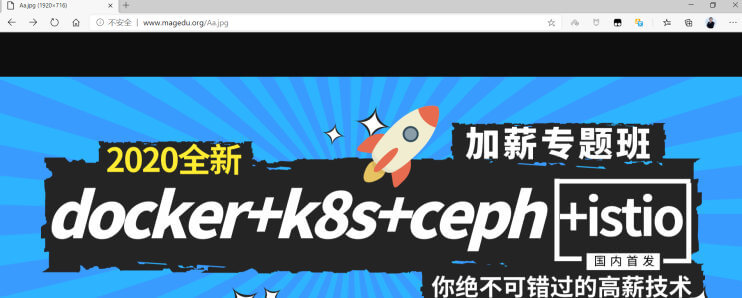 Aa.jpg (1920×716)
不安全 | www.magedu.org/Aa.jpg
2020全新
加薪专题班
docker+k8s+ceph+istio
国内首发
你绝不可错过的高薪技术